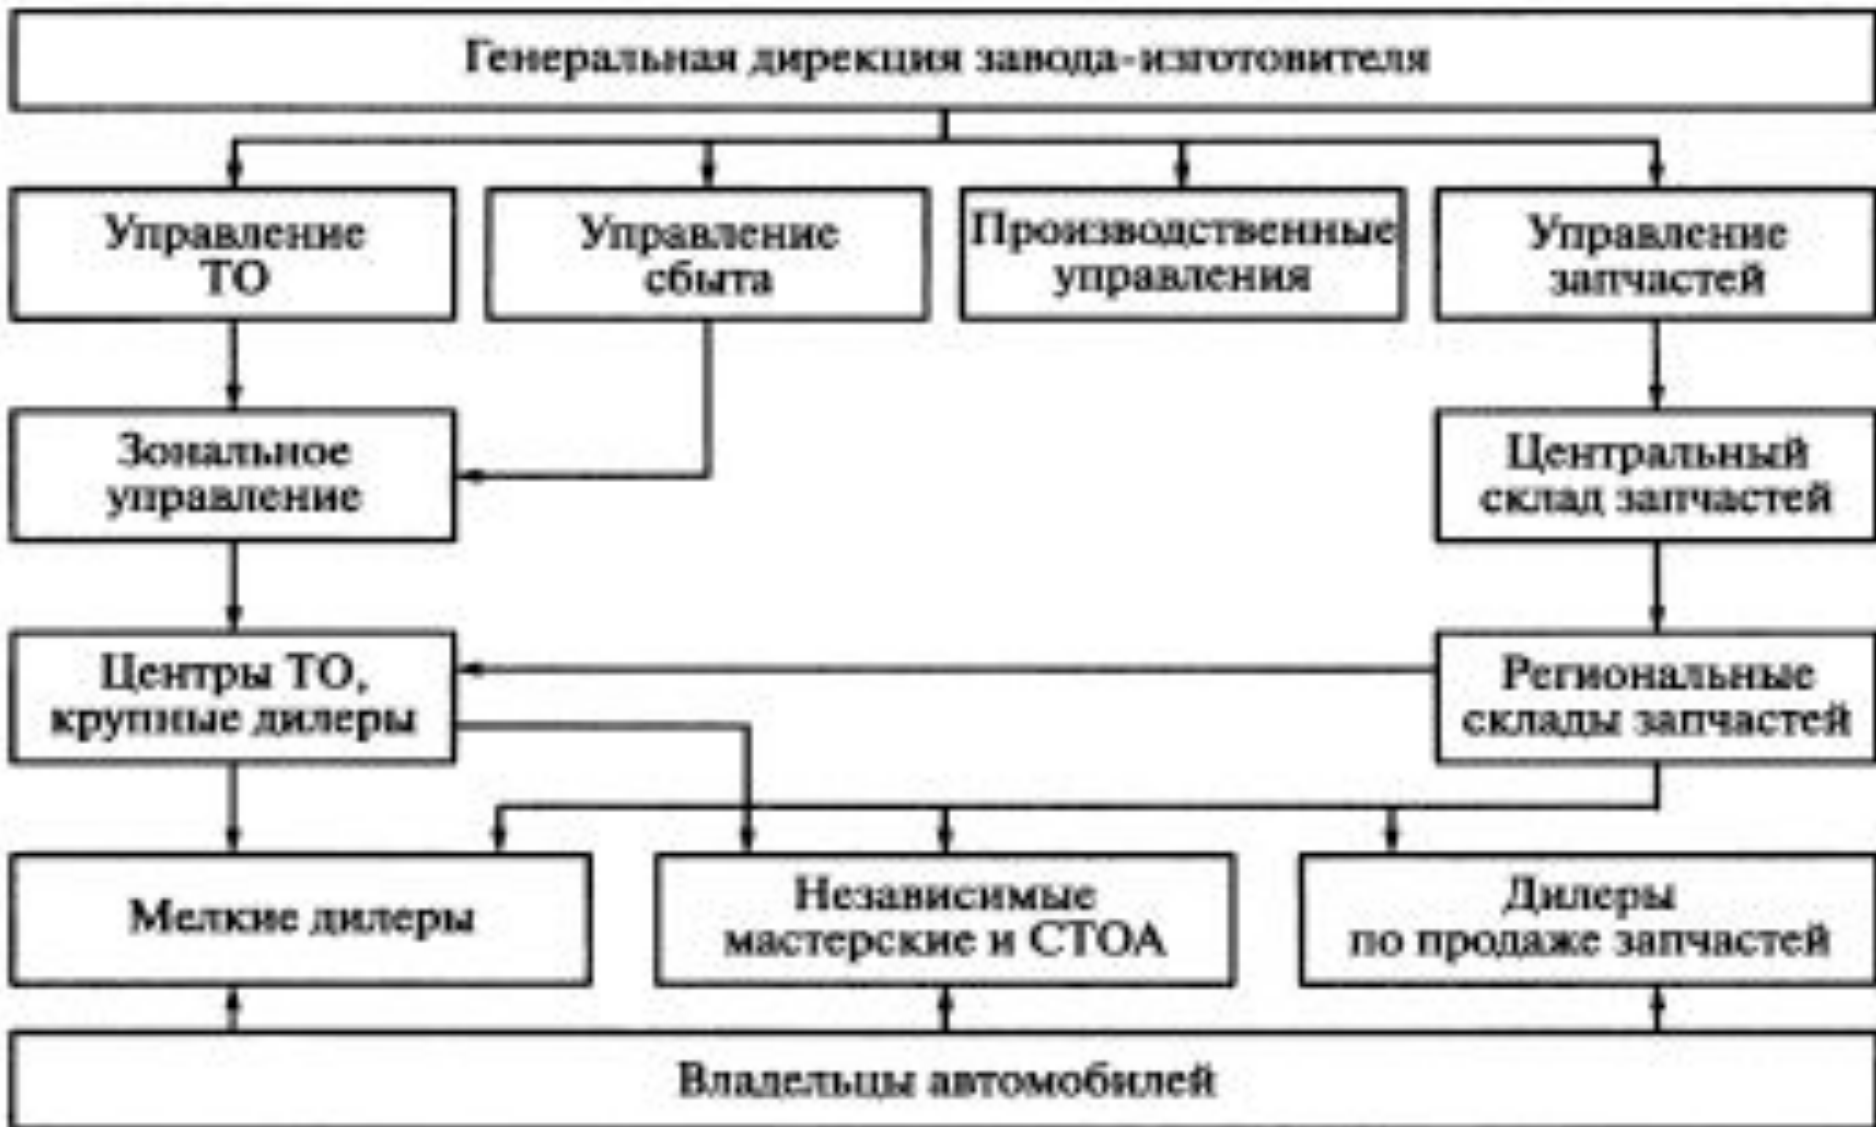 Генеральная дирекция завода-изготовителя
Управление
ТО
Управление
сбыта
Производственные
управления
Управление
запчастей
Зональное
управление
Центральный
склад запчастей
Центры ТО,
крупные дилеры
Региональные
склады запчастей
Мелкие дилеры
Независимые
мастерские и СТОА
Дилеры
по продаже запчастей
Владельцы автомобилей